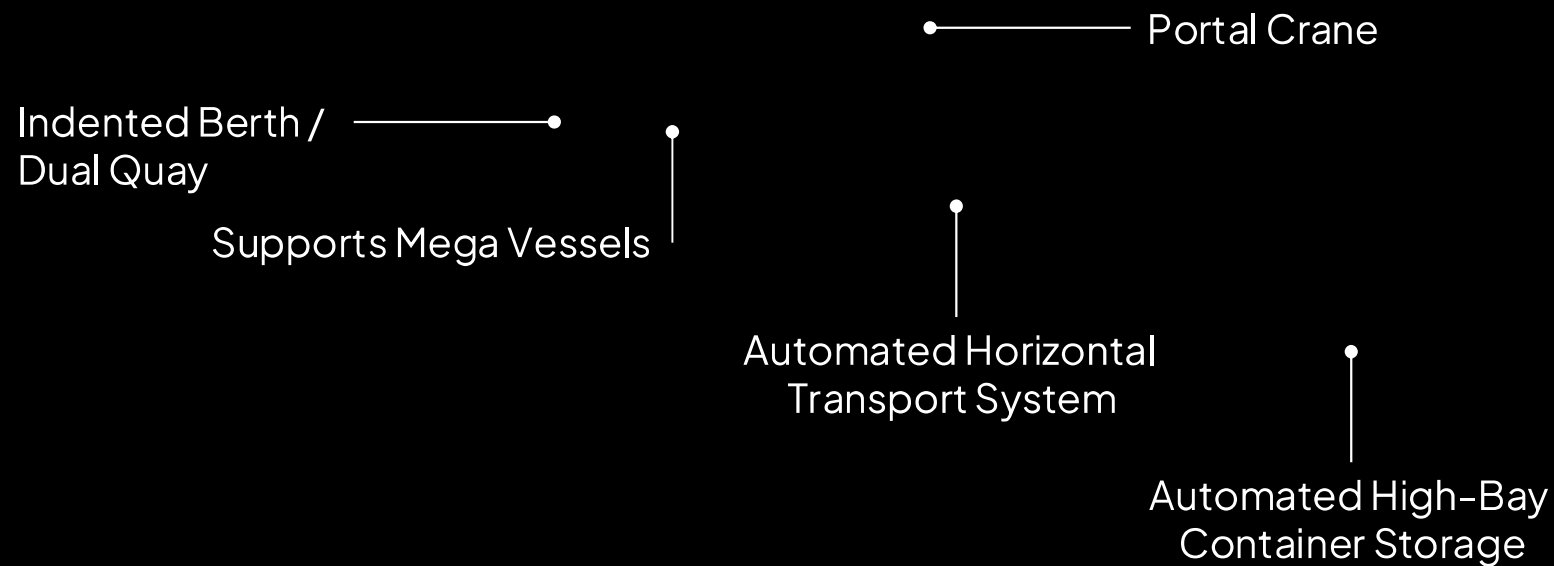 Portal Crane
Indented Berth /
Dual Quay
Supports Mega Vessels
Automated Horizontal
Transport System
Automated High-Bay
Container Storage